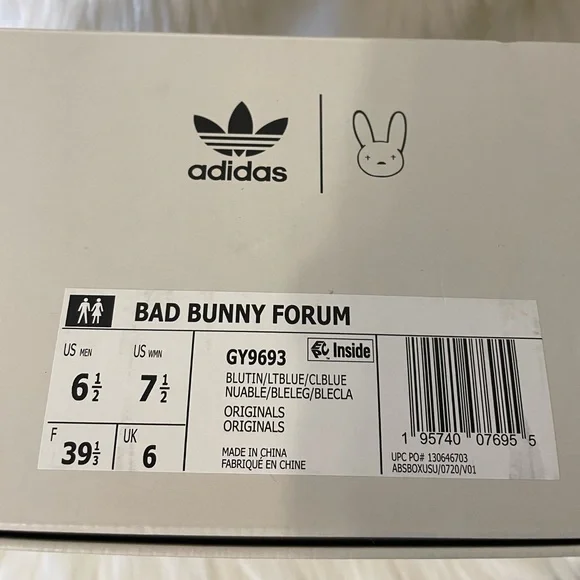 adidas
BAD BUNNY FORUM
US MEN
6 1/2
US WMN
7 1/2
F
39 1/3
UK
6
GY9693
Inside
BLUTIN/LTBLUE/CLBLUE
NUABLE/BLELEG/BLECLA
ORIGINALS
ORIGINALS
MADE IN CHINA
FABRIQUÉ EN CHINE
1 95740 07695 5
UPC PO# 130646703
ABSBOXUSU/0720/V01